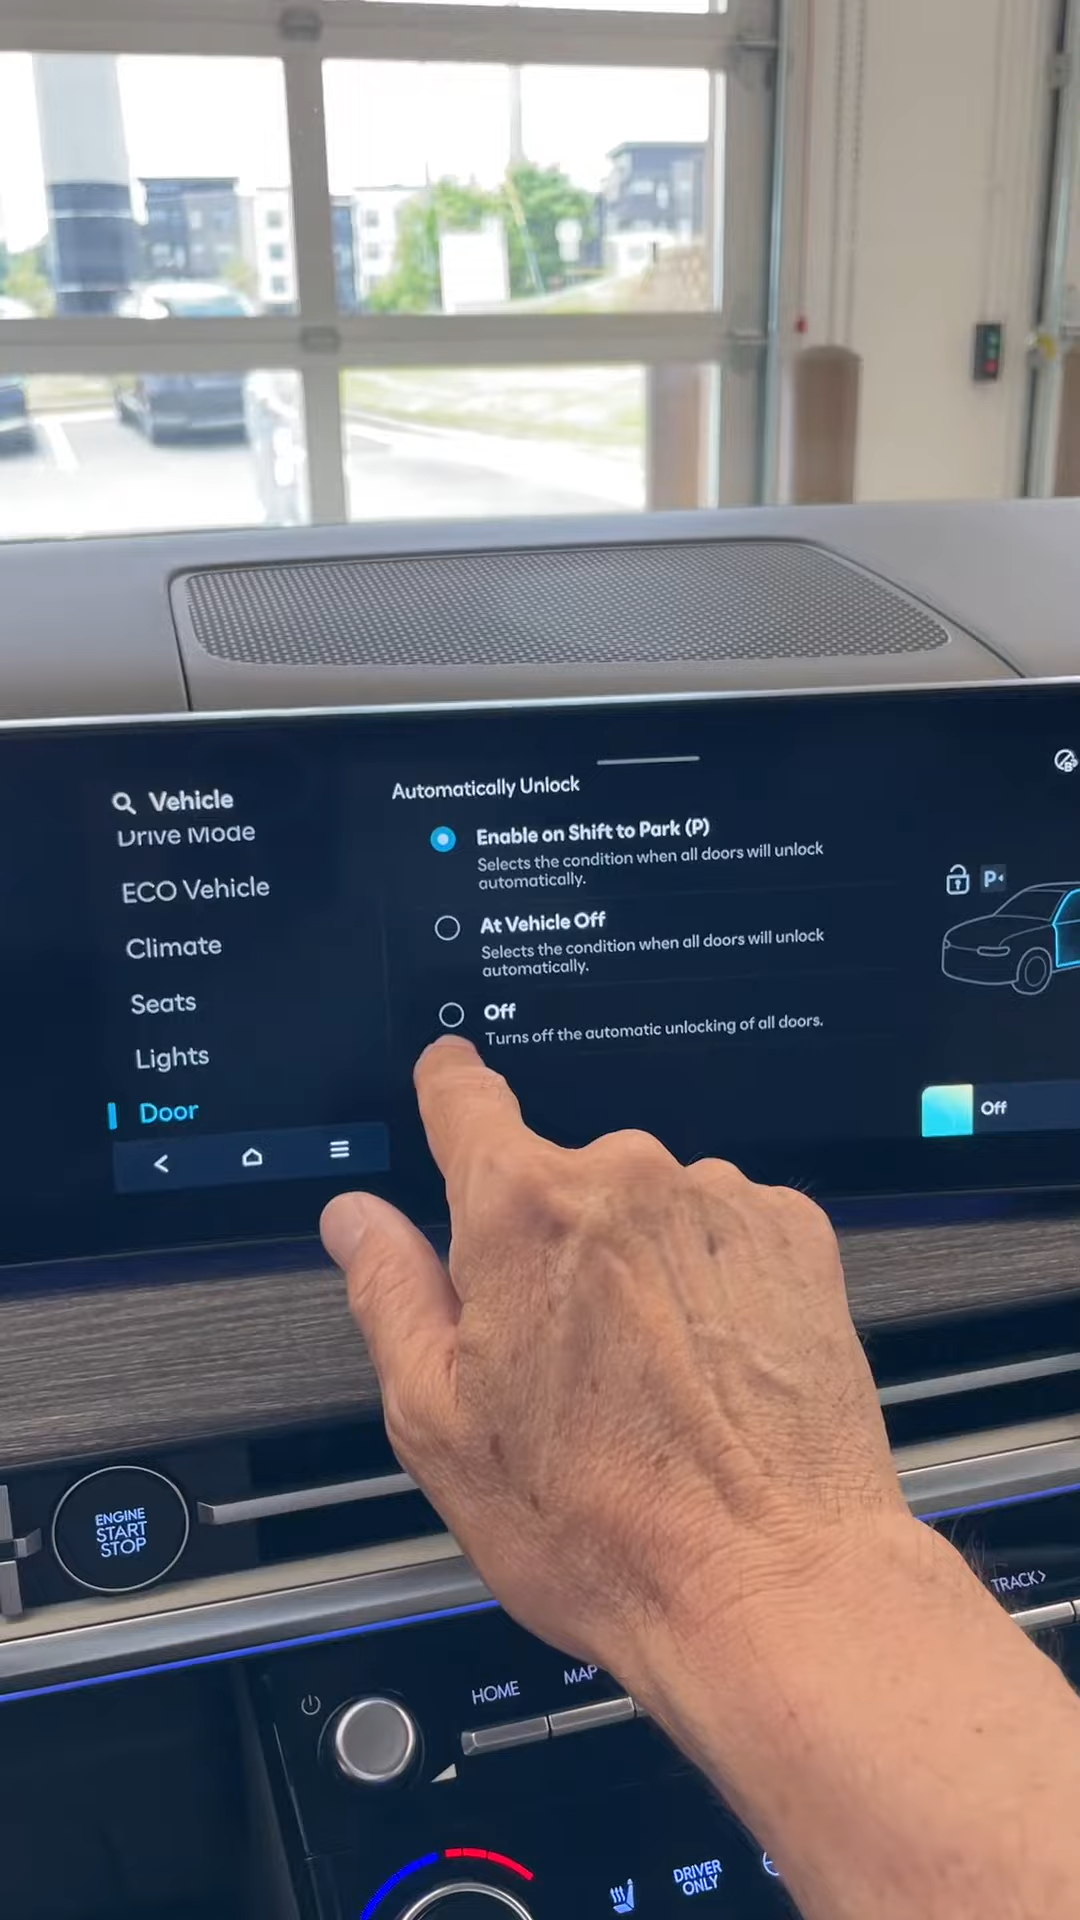 Vehicle
Drive Mode
ECO Vehicle
Climate
Seats
Lights
Door
Automatically Unlock
Enable on Shift to Park (P)
Selects the condition when all doors will unlock
automatically.
At Vehicle Off
Selects the condition when all doors will unlock
automatically.
Off
Turns off the automatic unlocking of all doors.
P
Off
ENGINE
START
STOP
TRACK>
HOME
MAP
DRIVER
ONLY